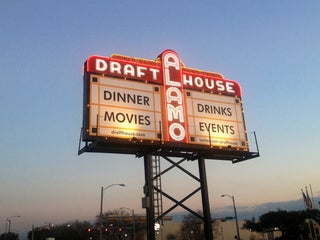 DRAFT HOUSE
ALAMO
DINNER
MOVIES
drafthouse.com
DRINKS
EVENTS